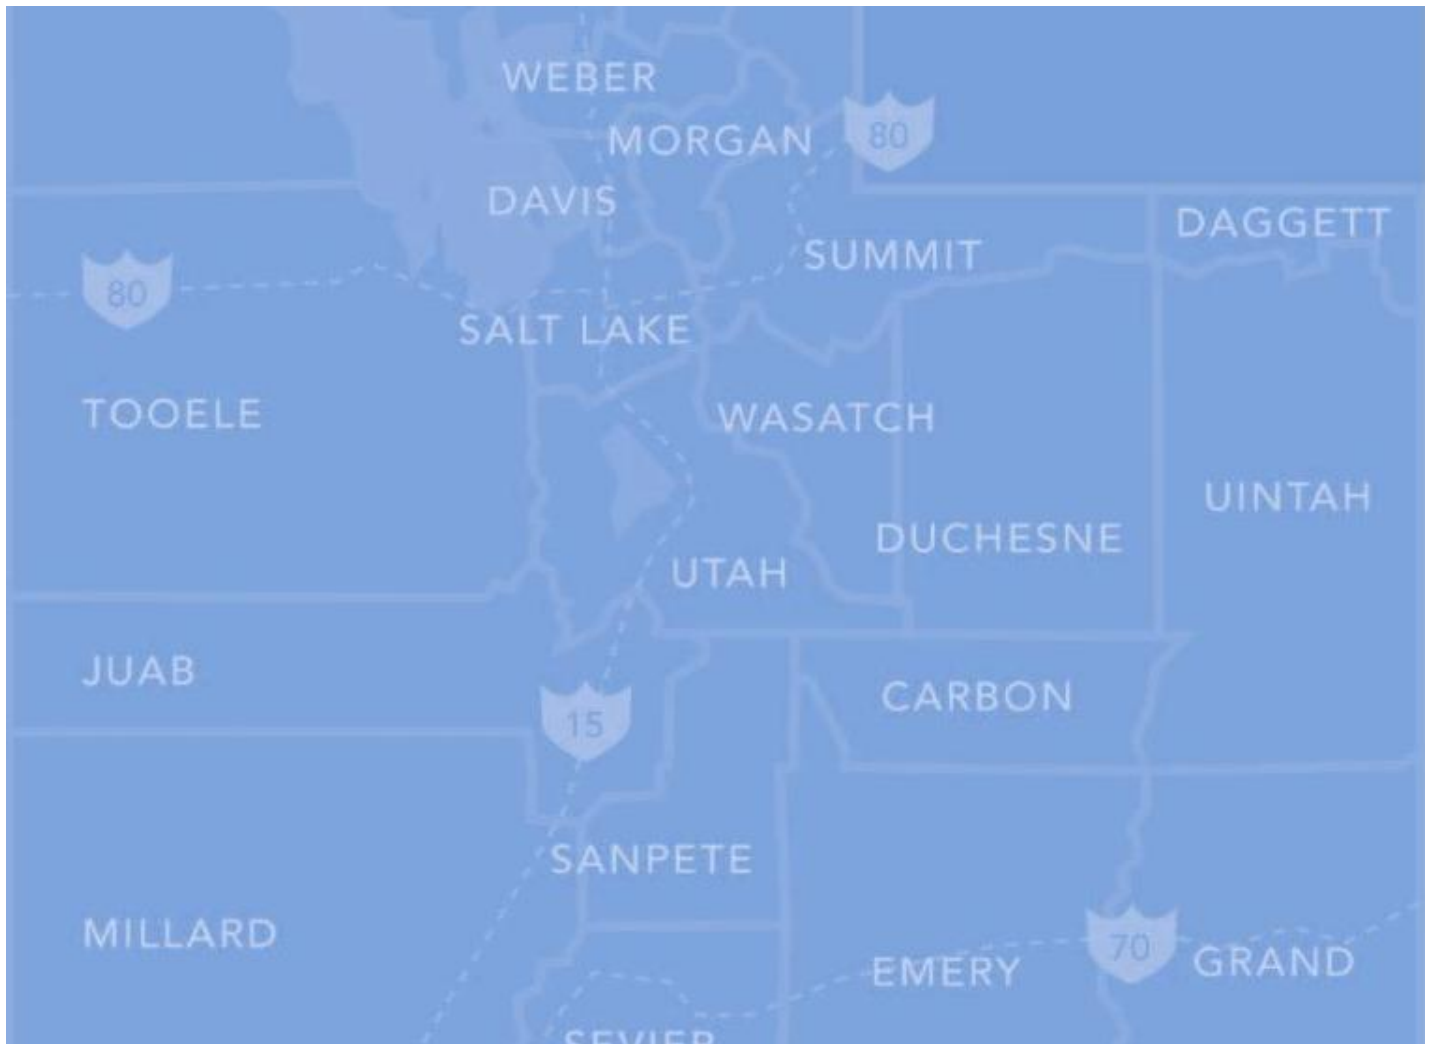 WEBER
80
MORGAN
DAVIS
DAGGETT
SUMMIT
80
SALT LAKE
TOOELE
WASATCH
UINTAH
DUCHESNE
UTAH
JUAB
CARBON
15
SANPETE
MILLARD
70
GRAND
EMERY
SEVIER